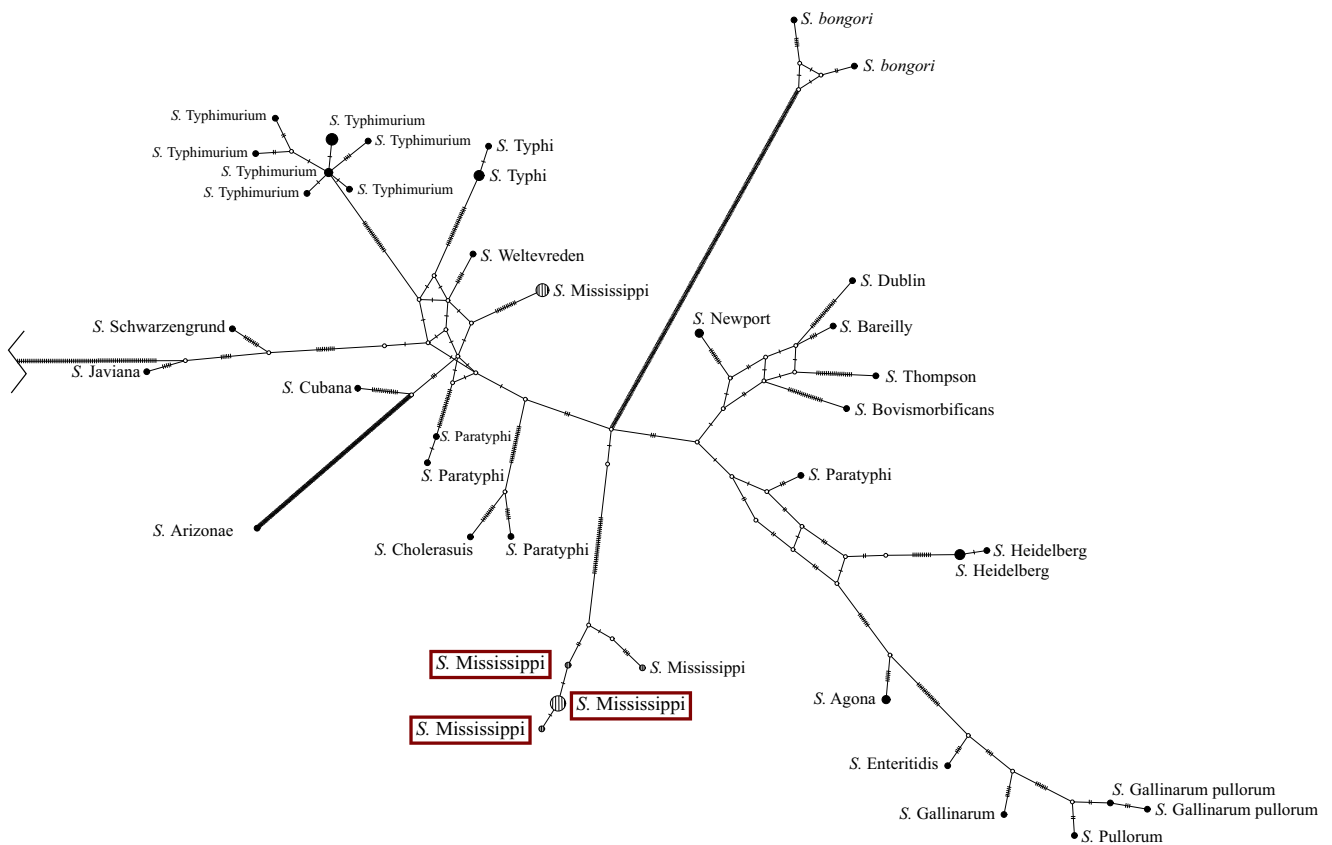 S. bongori
S. bongori
S. Typhimurium
S. Typhimurium
S. Typhimurium
S. Typhimurium
S. Typhimurium
S. Typhimurium
S. Typhimurium
S. Typhi
S. Typhi
S. Weltevreden
S. Mississippi
S. Dublin
S. Newport
S. Bareilly
S. Schwarzengrund
S. Javiana
S. Thompson
S. Cubana
S. Bovismorbificans
S. Paratyphi
S. Paratyphi
S. Paratyphi
S. Arizonae
S. Cholerasuis
S. Paratyphi
S. Heidelberg
S. Heidelberg
S. Mississippi
S. Mississippi
S. Mississippi
S. Mississippi
S. Agona
S. Enteritidis
S. Gallinarum pullorum
S. Gallinarum pullorum
S. Gallinarum
S. Pullorum